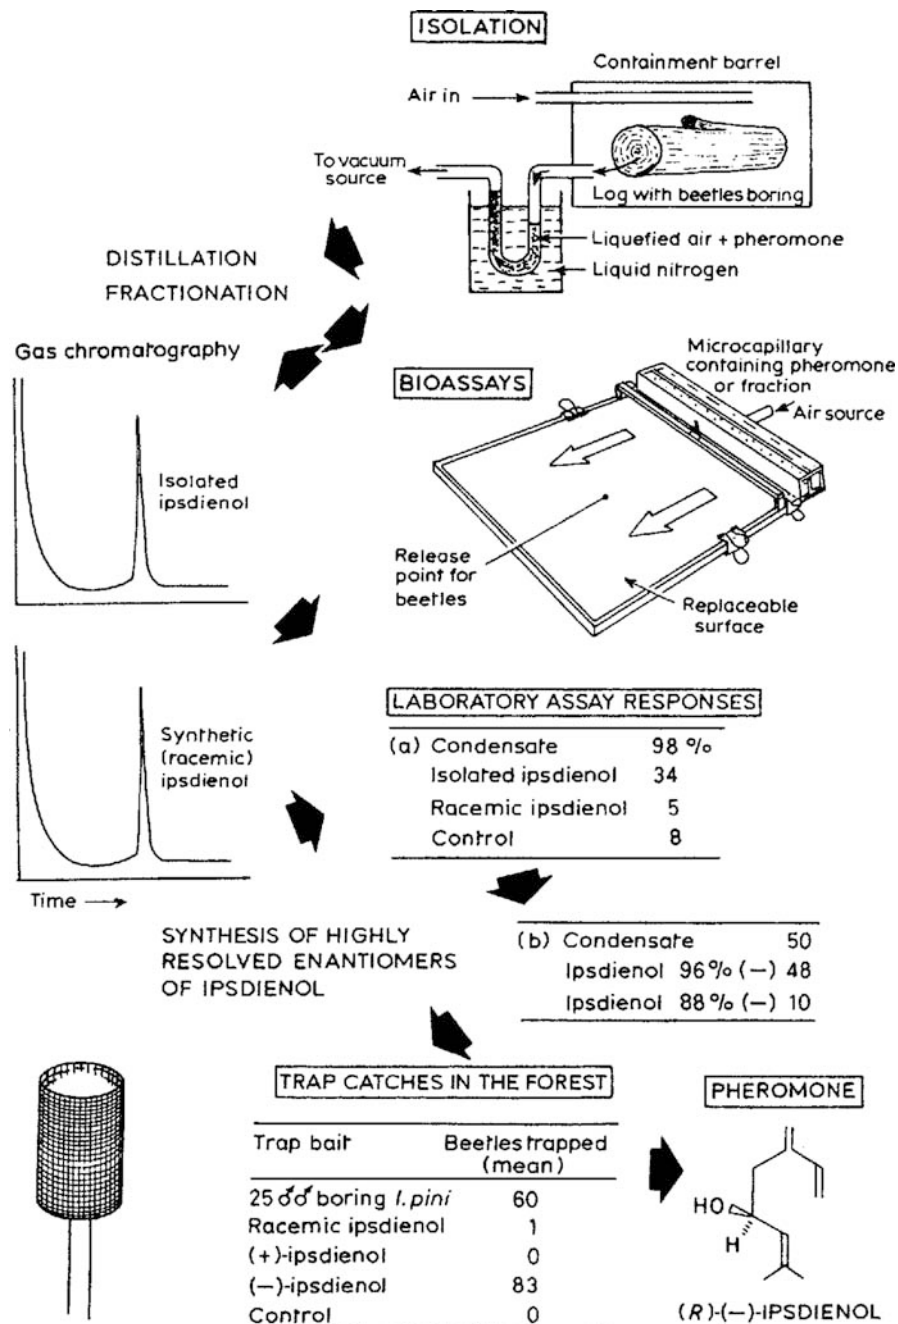 ISOLATION
Containment barrel
Air in
To vacuum
source
Log with beetles boring
Liquefied air + pheromone
Liquid nitrogen
DISTILLATION
FRACTIONATION
Gas chromatography
Isolated
ipsdienol
BIOASSAYS
Microcapillary
containing pheromone
or fraction
Air source
Release
point for
beetles
Replaceable
surface
Synthetic
(racemic)
ipsdienol
Time
LABORATORY ASSAY RESPONSES
(a) Condensate 98 %
Isolated ipsdienol 34
Racemic ipsdienol 5
Control 8
SYNTHESIS OF HIGHLY
RESOLVED ENANTIOMERS
OF IPSDIENOL
(b) Condensate 50
Ipsdienol 96% (−) 48
Ipsdienol 88% (−) 10
TRAP CATCHES IN THE FOREST
Trap bait Beetles trapped
(mean)
25 ♂♂ boring I. pini 60
Racemic ipsdienol 1
(+)-ipsdienol 0
(−)-ipsdienol 83
Control 0
PHEROMONE
HO
H
(R)-(−)-IPSDIENOL